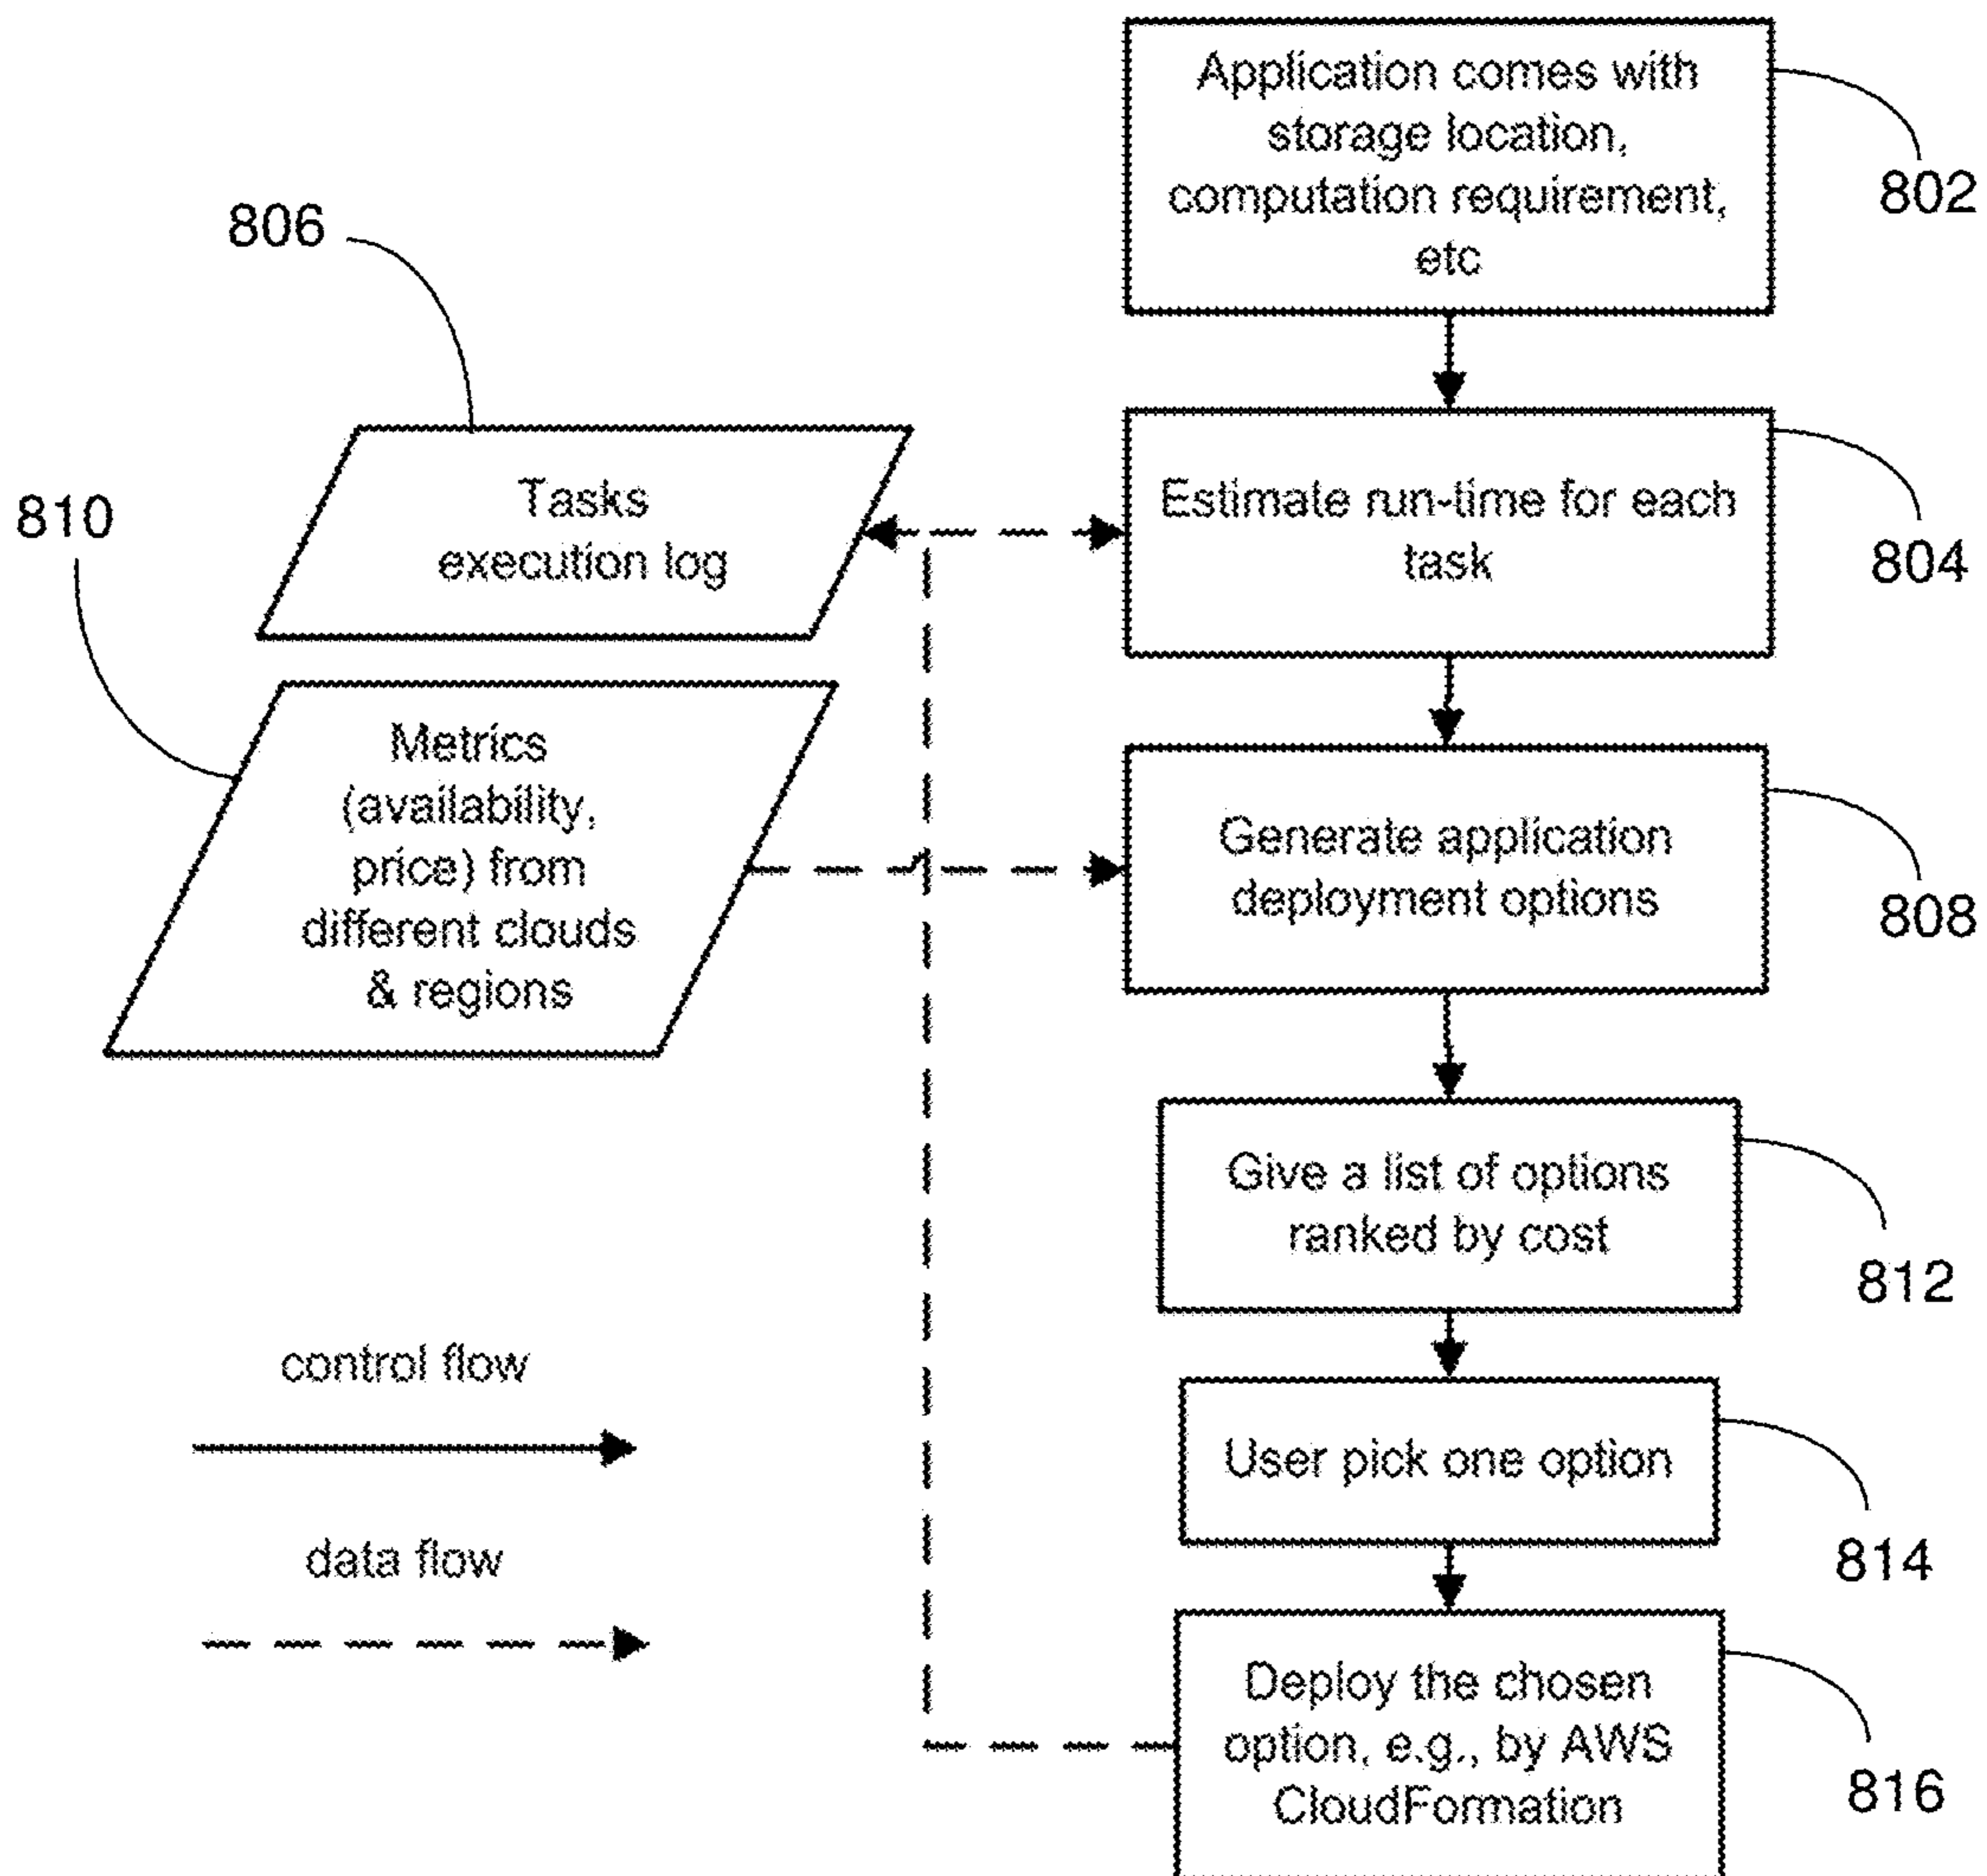 Application comes with
storage location,
computation requirement,
etc
802
806
Tasks
execution log
Estimate run-time for each
task
804
810
Metrics
(availability,
price) from
different clouds
& regions
Generate application
deployment options
808
Give a list of options
ranked by cost
812
control flow
User pick one option
814
data flow
Deploy the chosen
option, e.g., by AWS
CloudFormation
816